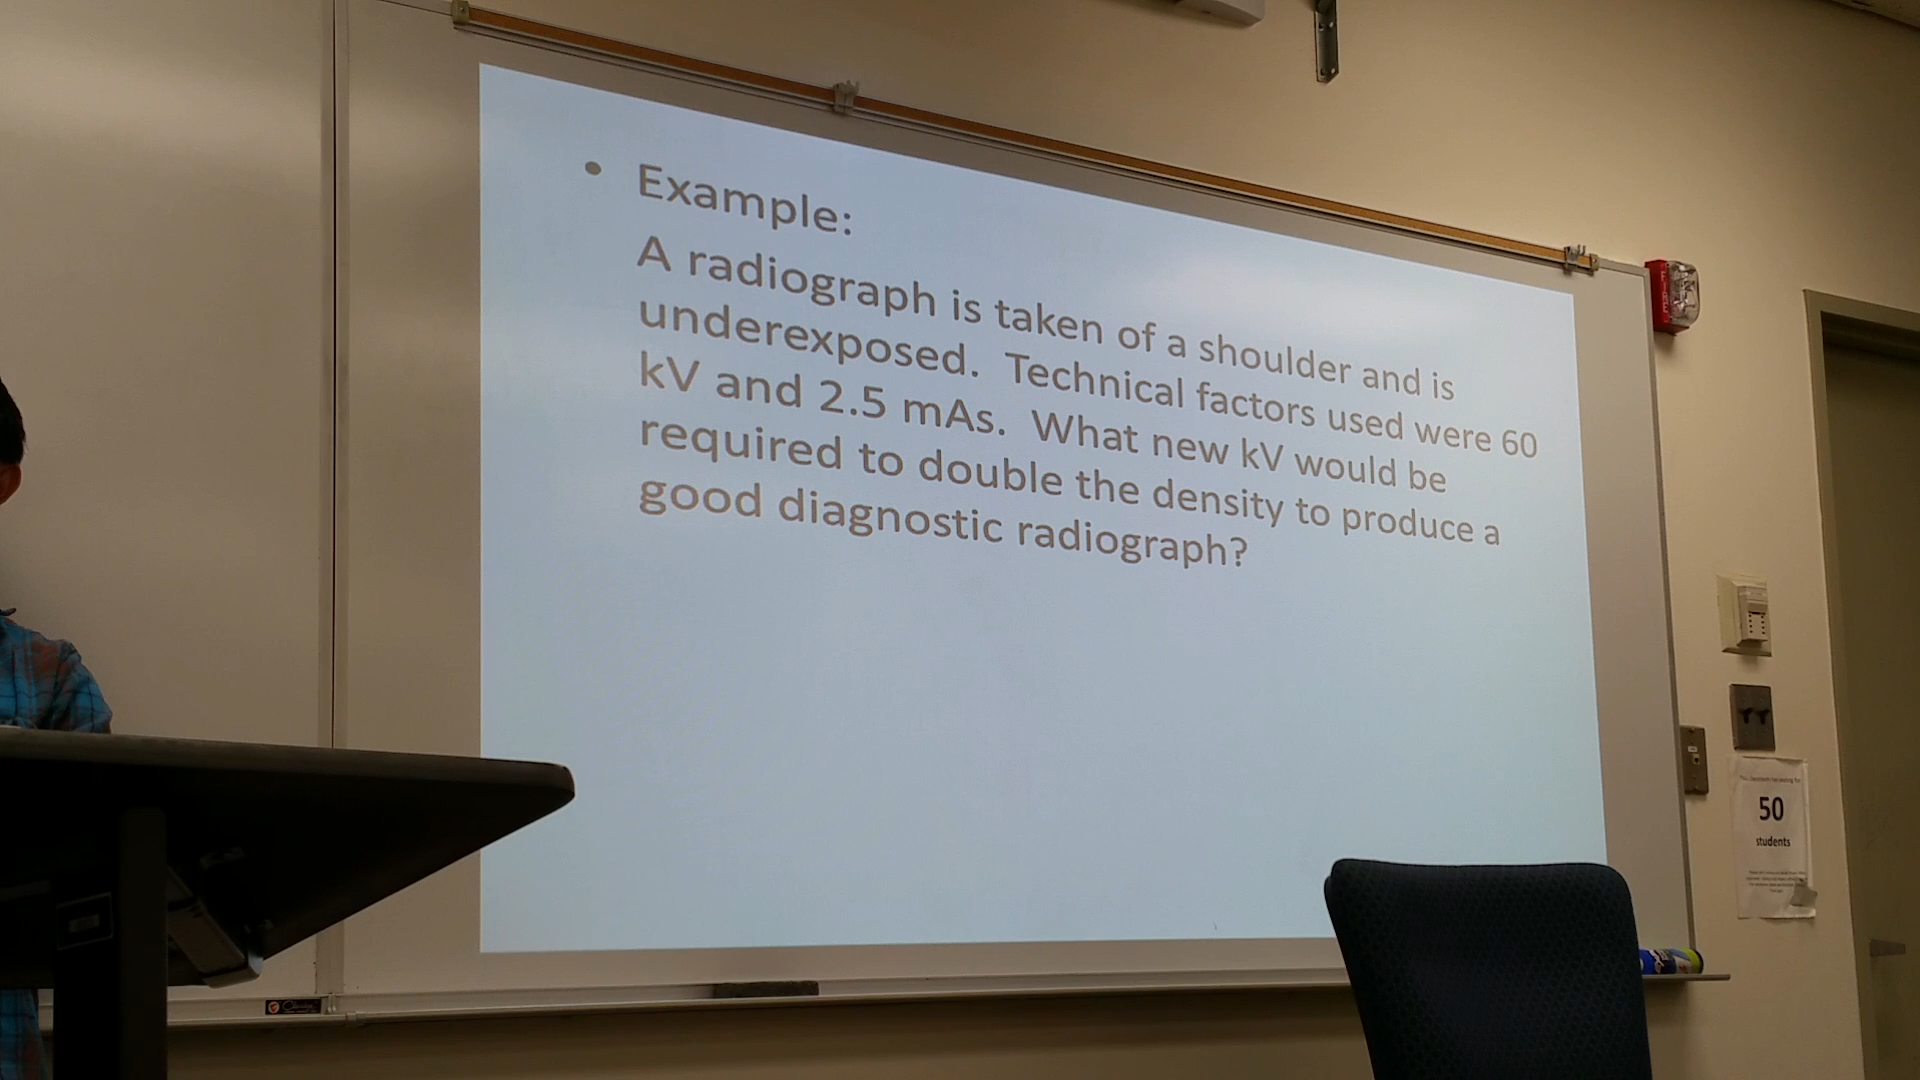 • Example:
A radiograph is taken of a shoulder and is
underexposed. Technical factors used were 60
kV and 2.5 mAs. What new kV would be
required to double the density to produce a
good diagnostic radiograph?
FIRE
50
students